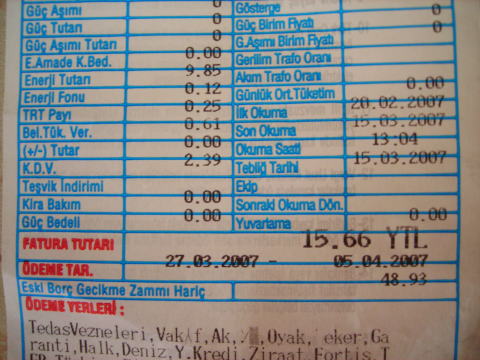 Güç Aşımı 0 Gösterge 0
Güç Tutarı 0 Güç Birim Fiyatı 0
Güç Aşımı Tutarı G.Aşımı Birim Fiyatı
E.Amade K.Bed. 0.00 Gerilim Trafo Oranı
Enerji Tutarı 9.85 Akım Trafo Oranı
Enerji Fonu 0.12 Günlük Ort.Tüketim 0.00
TRT Payı 0.25 İlk Okuma 20.02.2007
Bel.Tük. Ver. 0.61 Son Okuma 15.03.2007
(+/-) Tutar Okuma Saati 13:04
K.D.V. 2.39 Tebliğ Tarihi 15.03.2007
Teşvik İndirimi Ekip
Kira Bakım 0.00 Sonraki Okuma Dön.
Güç Bedeli 0.00 Yuvarlama 0.00
FATURA TUTARI 15.66 YTL
ÖDEME TAR. 27.03.2007 - 05.04.2007
Eski Borç Gecikme Zammı Hariç 48.93
ÖDEME YERLERİ :
TedasVezneleri,Vakıf,Ak, Oyak, eker,Ga
ranti,Halk,Deniz,Y.Kredi,Ziraat,Fortis,T